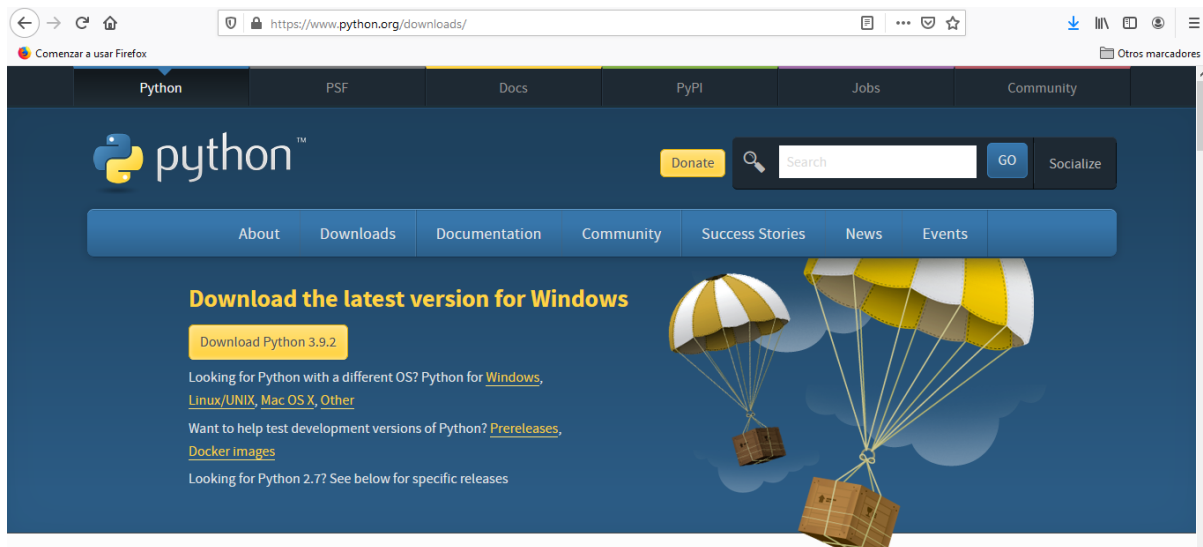 https://www.python.org/downloads/
Comenzar a usar Firefox
Otros marcadores
Python
PSF
Docs
PyPI
Jobs
Community
python™
Donate
Search
GO
Socialize
About
Downloads
Documentation
Community
Success Stories
News
Events
Download the latest version for Windows
Download Python 3.9.2
Looking for Python with a different OS? Python for Windows,
Linux/UNIX, Mac OS X, Other
Want to help test development versions of Python? Prereleases,
Docker images
Looking for Python 2.7? See below for specific releases